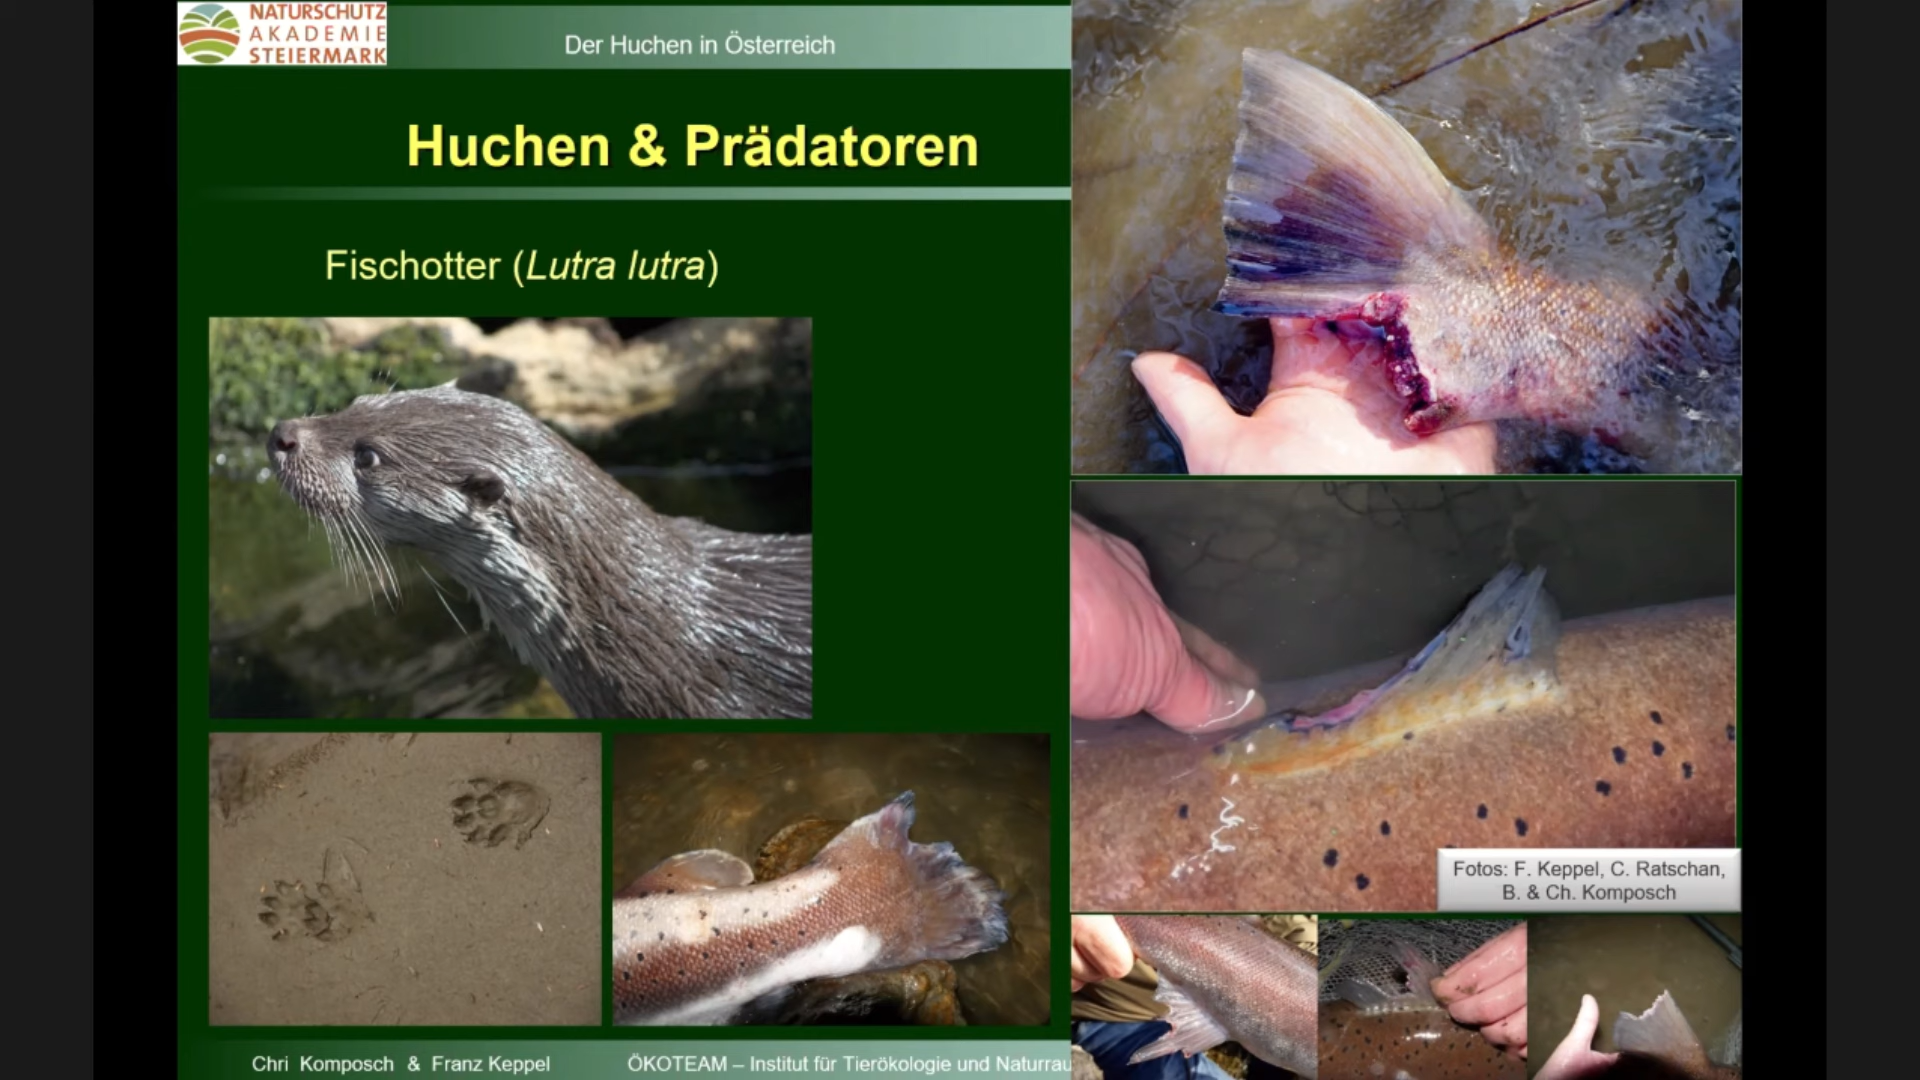 NATURSCHUTZ
AKADEMIE
STEIERMARK
Der Huchen in Österreich
Huchen & Prädatoren
Fischotter (Lutra lutra)
Fotos: F. Keppel, C. Ratschan,
B. & Ch. Komposch
Chri Komposch & Franz Keppel
ÖKOTEAM – Institut für Tierökologie und